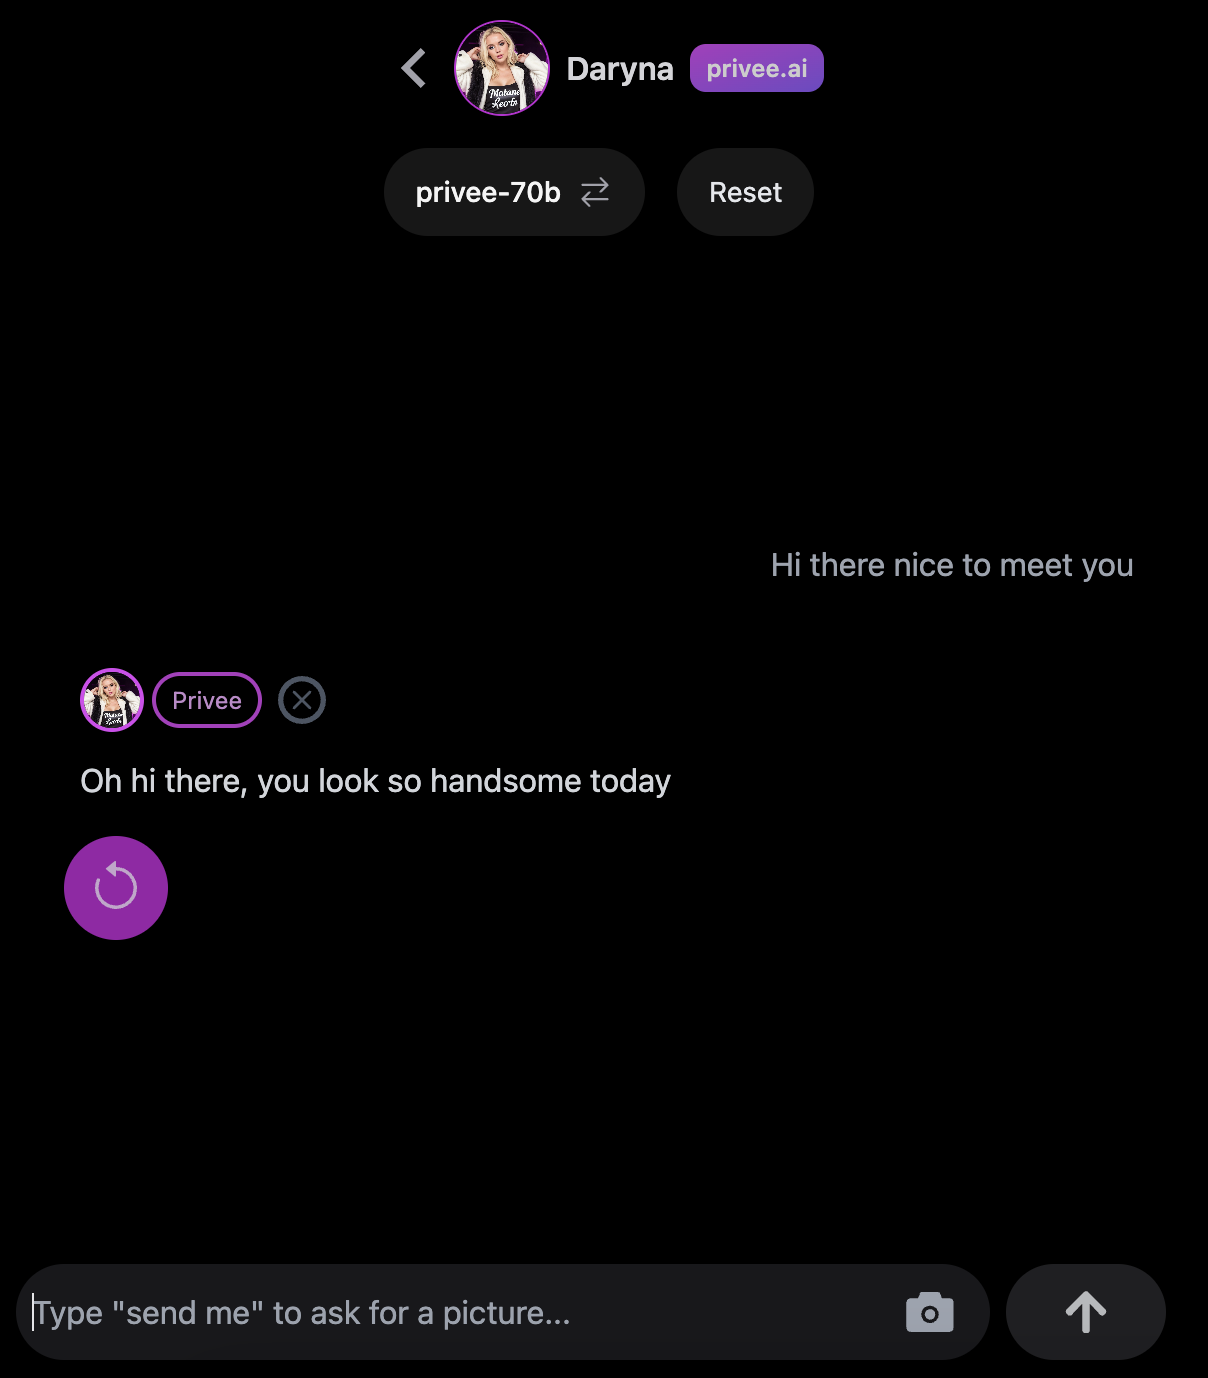 Daryna privee.ai
privee-70b Reset
Hi there nice to meet you
Privee
Oh hi there, you look so handsome today
Type "send me" to ask for a picture...